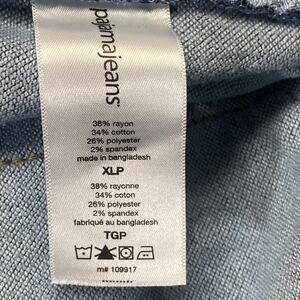 pajamajeans
38% rayon
34% cotton
26% polyester
2% spandex
made in bangladesh
XLP
38% rayonne
34% coton
26% polyester
2% spandex
fabriqué au bangladesh
TGP
m# 109917